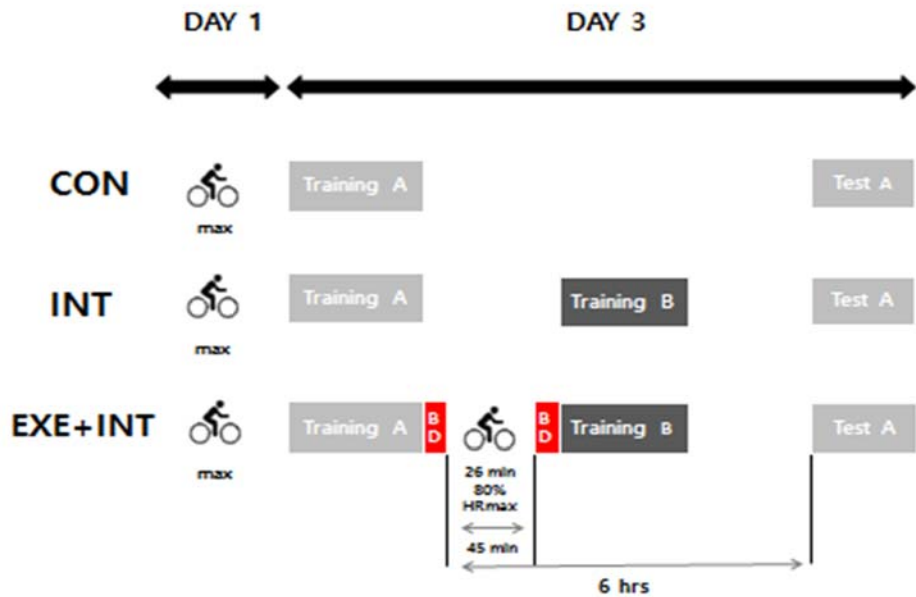 DAY 1
DAY 3
CON
max
Training A
Test A
INT
max
Training A
Training B
Test A
EXE+INT
max
Training A
B
D
26 min
80%
HRmax
45 min
B
D
Training B
Test A
6 hrs